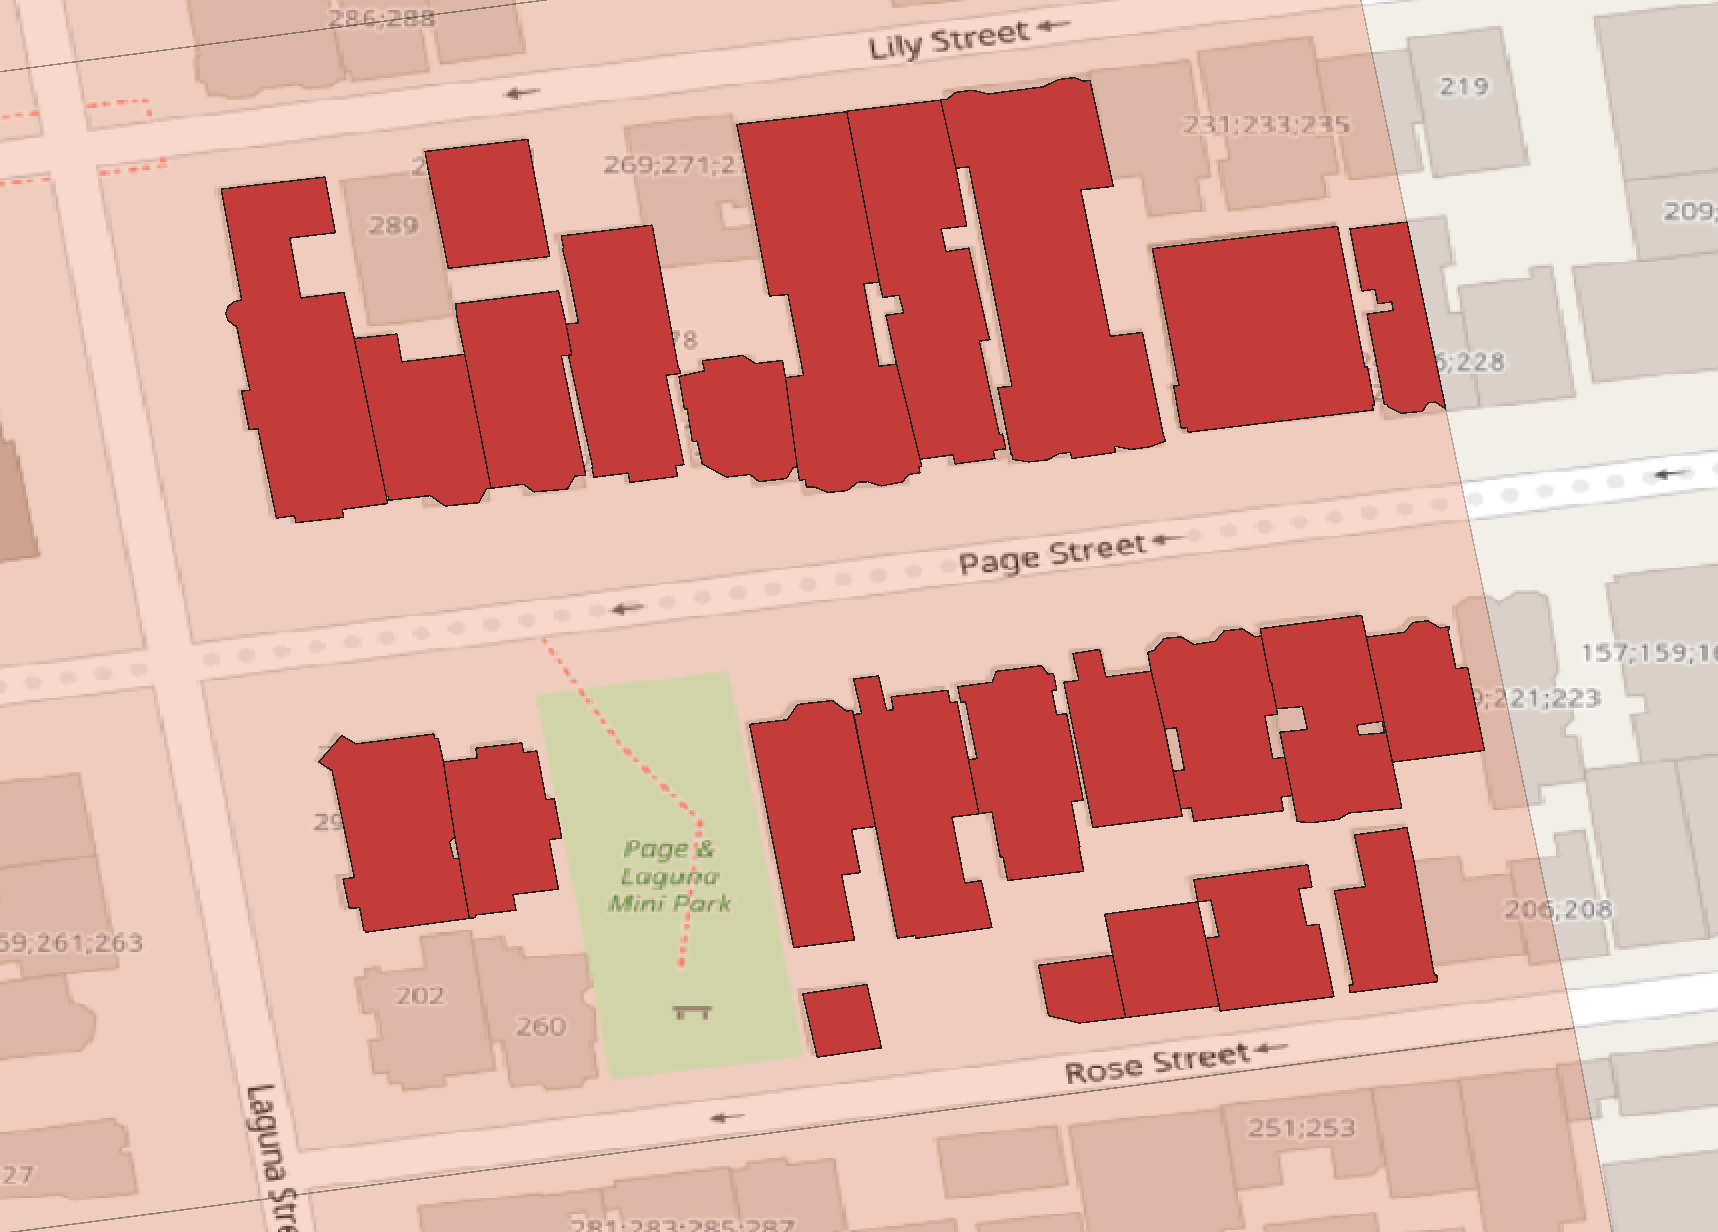 286;288
Lily Street
219
231;233;235
269;271;2
289
209;
78
6;228
Page Street
157;159;16
9;221;223
29
Page &
Laguna
Mini Park
59;261;263
206;208
202
260
Rose Street
Laguna Stre
251;253
27
281;283;285;287